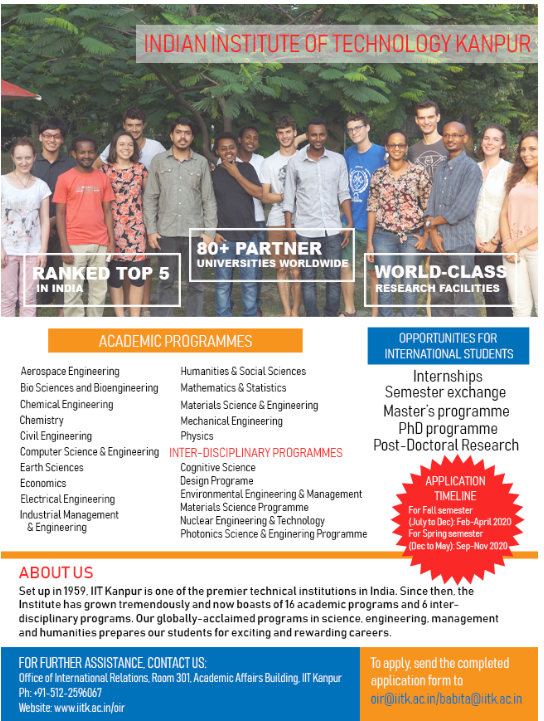 INDIAN INSTITUTE OF TECHNOLOGY KANPUR
RANKED TOP 5
IN INDIA
80+ PARTNER
UNIVERSITIES WORLDWIDE
WORLD-CLASS
RESEARCH FACILITIES
ACADEMIC PROGRAMMES
Aerospace Engineering
Bio Sciences and Bioengineering
Chemical Engineering
Chemistry
Civil Engineering
Computer Science & Engineering
Earth Sciences
Economics
Electrical Engineering
Industrial Management
& Engineering
Humanities & Social Sciences
Mathematics & Statistics
Materials Science & Engineering
Mechanical Engineering
Physics
INTER-DISCIPLINARY PROGRAMMES
Cognitive Science
Design Programe
Environmental Engineering & Management
Materials Science Programme
Nuclear Engineering & Technology
Photonics Science & Enginering Programme
OPPORTUNITIES FOR
INTERNATIONAL STUDENTS
Internships
Semester exchange
Master's programme
PhD programme
Post-Doctoral Research
APPLICATION
TIMELINE
For Fall semester
(July to Dec): Feb-April 2020
For Spring semester
(Dec to May): Sep-Nov 2020
ABOUT US
Set up in 1959, IIT Kanpur is one of the premier technical institutions in India. Since then, the
Institute has grown tremendously and now boasts of 16 academic programs and 6 inter-
disciplinary programs. Our globally-acclaimed programs in science, engineering, management
and humanities prepares our students for exciting and rewarding careers.
FOR FURTHER ASSISTANCE, CONTACT US:
Office of International Relations, Room 301, Academic Affairs Building, IIT Kanpur
Ph: +91-512-2596067
Website: www.iitk.ac.in/oir
To apply, send the completed
application form to
oir@iitk.ac.in/babita@iitk.ac.in